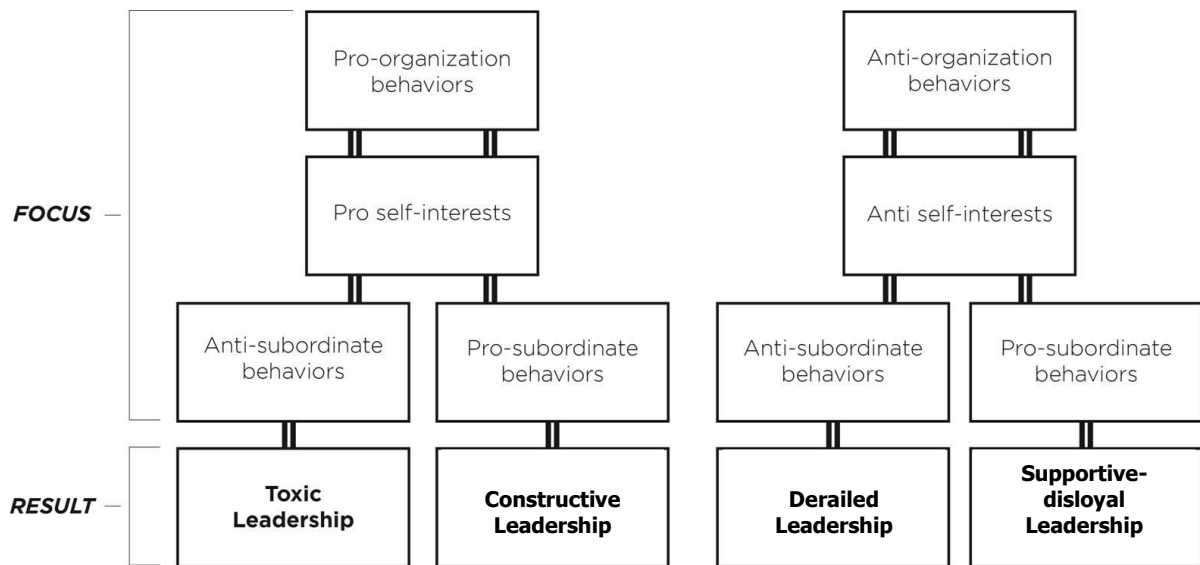 Pro-organization
behaviors
Anti-organization
behaviors
FOCUS
Pro self-interests
Anti self-interests
Anti-subordinate
behaviors
Pro-subordinate
behaviors
Anti-subordinate
behaviors
Pro-subordinate
behaviors
RESULT
Toxic
Leadership
Constructive
Leadership
Derailed
Leadership
Supportive-
disloyal
Leadership